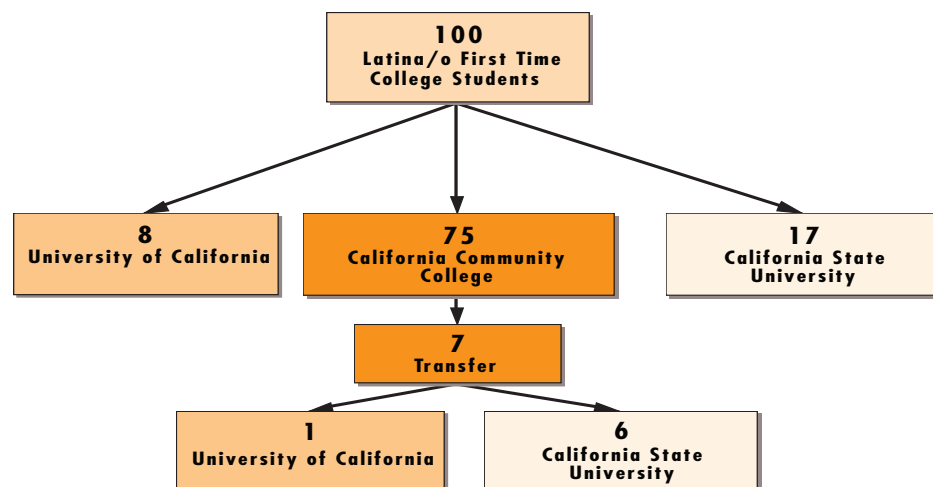 100
Latina/o First Time
College Students
8
University of California
75
California Community
College
17
California State
University
7
Transfer
1
University of California
6
California State
University